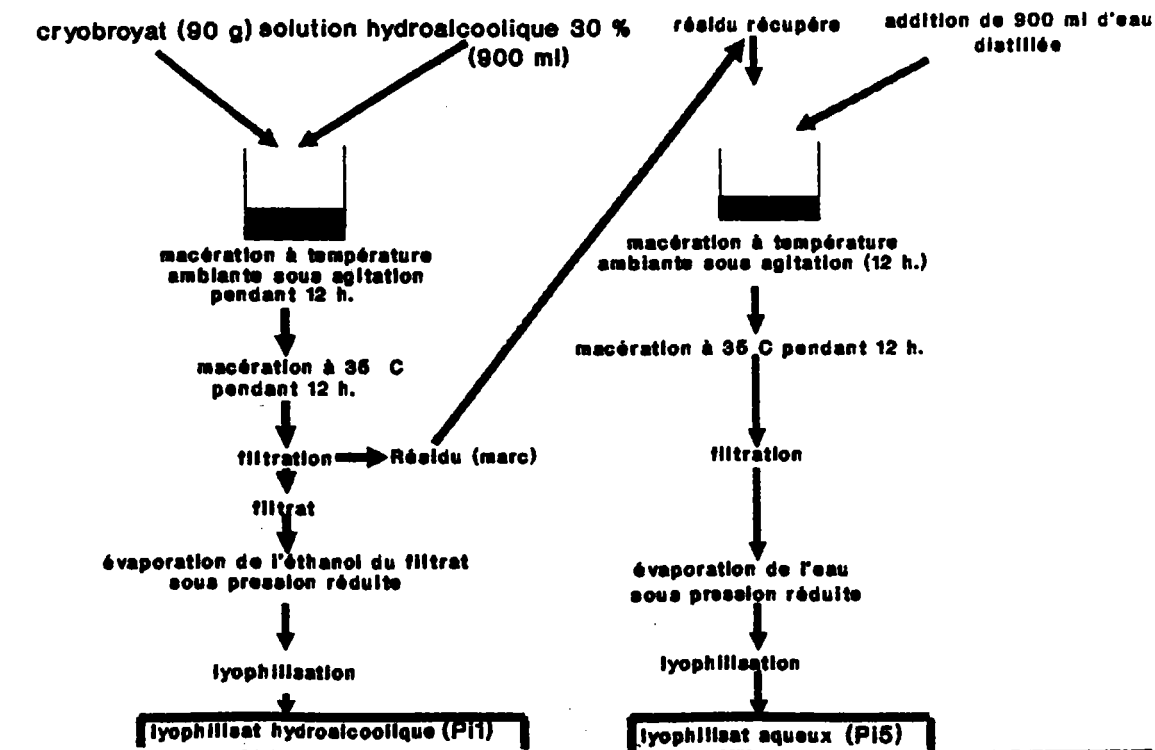 cryobroyat (90 g) solution hydroalcoolique 30 %
(900 ml)
macération à température
ambiante sous agitation
pendant 12 h.
macération à 35 C
pendant 12 h.
filtration
Résidu (marc)
filtrat
évaporation de l'éthanol du filtrat
sous pression réduite
lyophilisation
lyophilisat hydroalcoolique (Pi1)
résidu récupére
addition de 900 ml d'eau
distillée
macération à température
ambiante sous agitation (12 h.)
macération à 35 C pendant 12 h.
filtration
évaporation de l'eau
sous pression réduite
lyophilisation
lyophilisat aqueux (Pi5)